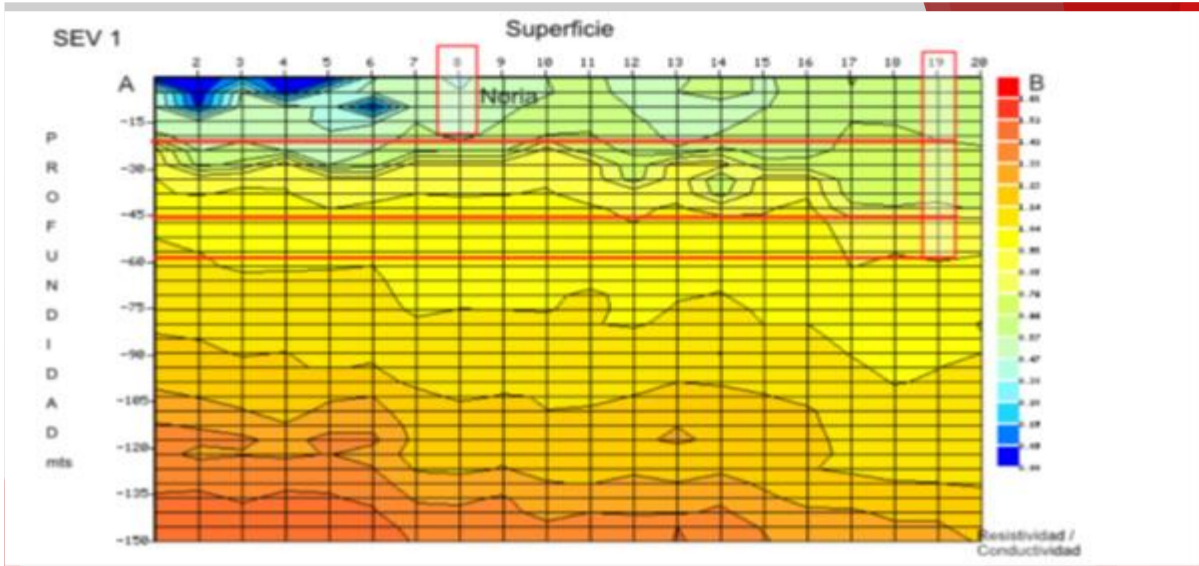 SEV 1
Superficie
2 3 4 5 6 7 8 9 10 11 12 13 14 15 16 17 18 19 20
A
B
Noria
PROFUNDIDAD
mts
-15
-30
-45
-60
-75
-90
-105
-120
-135
-150
Resistividad /
Conductividad